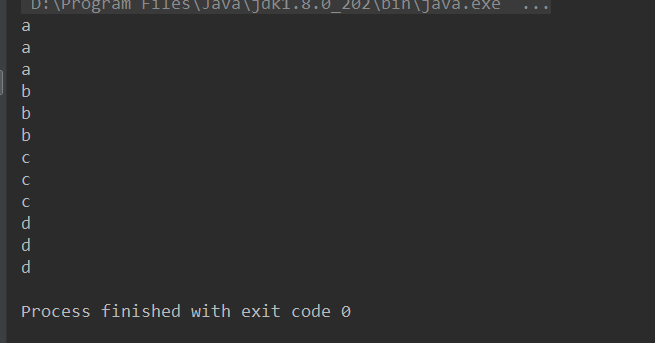 D:\Program Files\Java\jdk1.8.0_202\bin\java.exe ...
a
a
a
b
b
b
c
c
c
d
d
d
Process finished with exit code 0